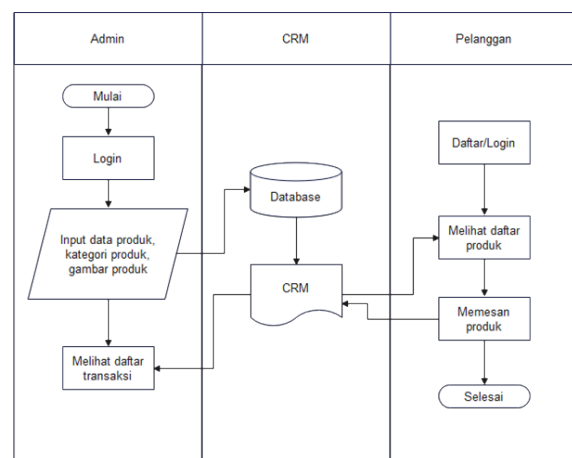 Admin
CRM
Pelanggan
Mulai
Login
Input data produk,
kategori produk,
gambar produk
Melihat daftar
transaksi
Database
CRM
Daftar/Login
Melihat daftar
produk
Memesan
produk
Selesai